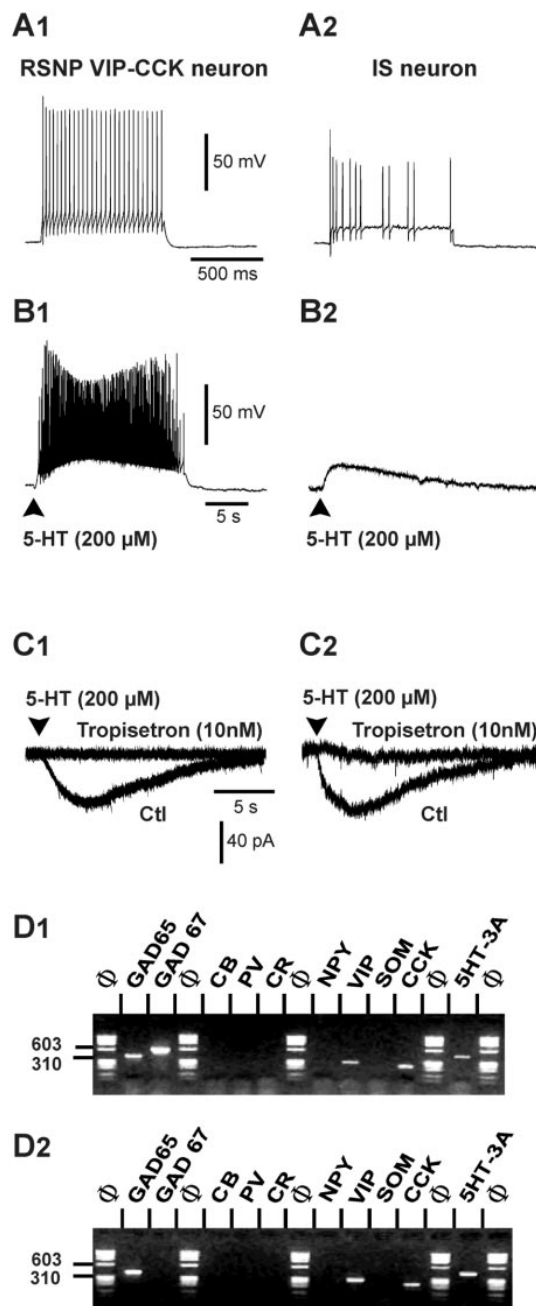 A1 A2
RSNP VIP-CCK neuron IS neuron
50 mV
500 ms
B1 B2
50 mV
5 s
5-HT (200 µM) 5-HT (200 µM)
C1 C2
5-HT (200 µM) 5-HT (200 µM)
Tropisetron (10nM) Tropisetron (10nM)
Ctl 5 s Ctl
40 pA
D1
Φ GAD65 GAD 67 Φ CB PV CR Φ NPY VIP SOM CCK Φ 5HT-3A Φ
603
310
D2
Φ GAD65 GAD 67 Φ CB PV CR Φ NPY VIP SOM CCK Φ 5HT-3A Φ
603
310